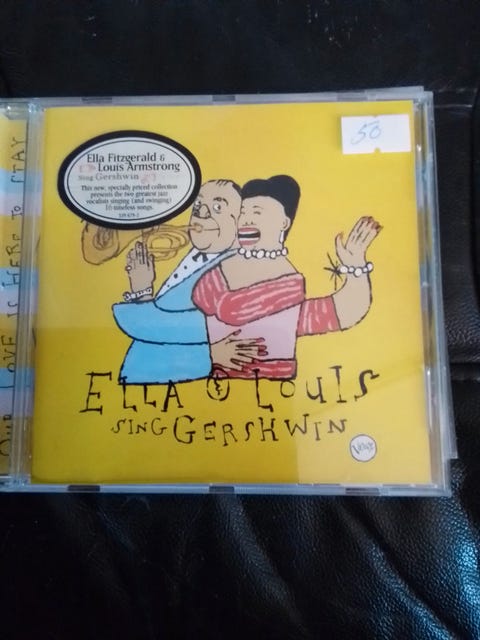 OUR LOVE IS HERE TO STAY
Ella Fitzgerald &
Louis Armstrong
Sing Gershwin
This new, specially priced collection
presents the two greatest jazz
vocalists singing (and swinging)
16 timeless songs.
50
ELLA & LOUIS
SING GERSHWIN
Verve